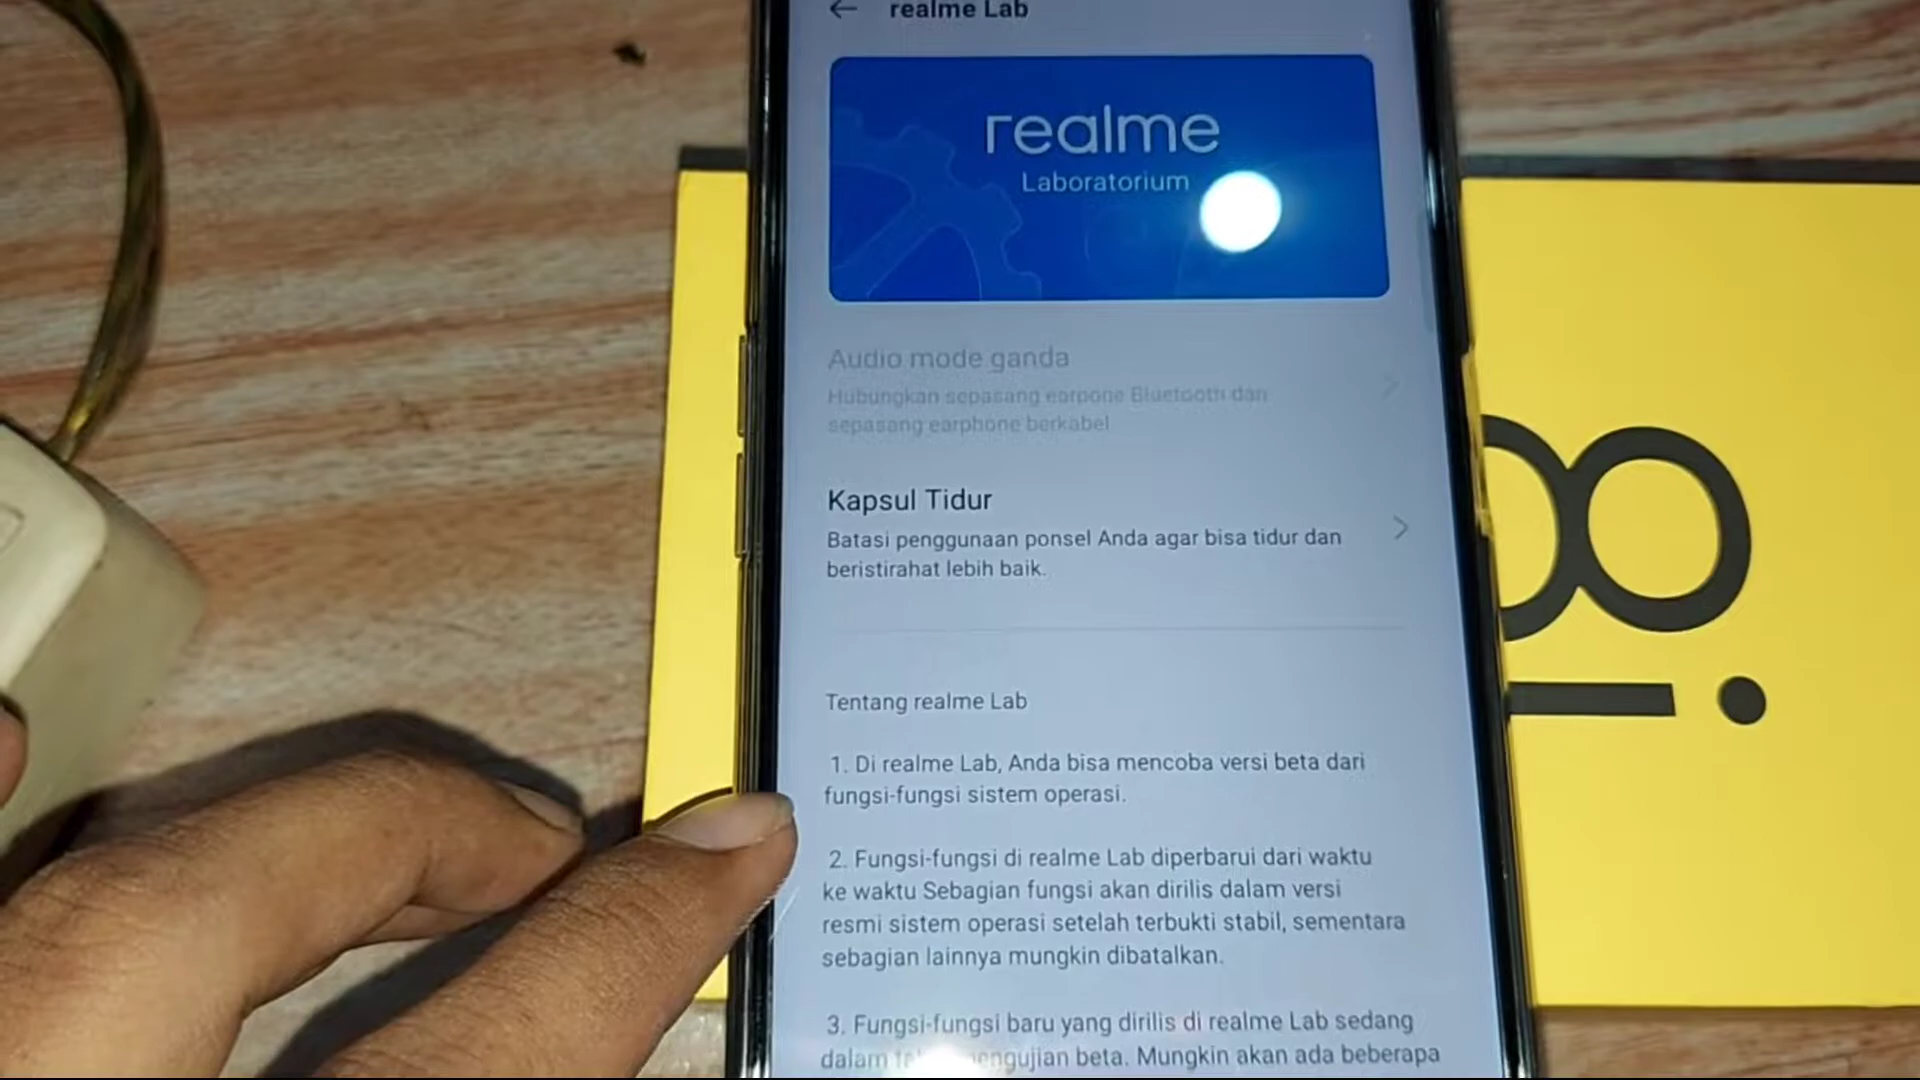 realme Lab
realme
Laboratorium
Audio mode ganda
Hubungkan sepasang earpone Bluetooth dan
sepasang earphone berkabel
Kapsul Tidur
Batasi penggunaan ponsel Anda agar bisa tidur dan
beristirahat lebih baik.
Tentang realme Lab
1. Di realme Lab, Anda bisa mencoba versi beta dari
fungsi-fungsi sistem operasi.
2. Fungsi-fungsi di realme Lab diperbarui dari waktu
ke waktu Sebagian fungsi akan dirilis dalam versi
resmi sistem operasi setelah terbukti stabil, sementara
sebagian lainnya mungkin dibatalkan.
3. Fungsi-fungsi baru yang dirilis di realme Lab sedang
dalam pengujian beta. Mungkin akan ada beberapa
8
i